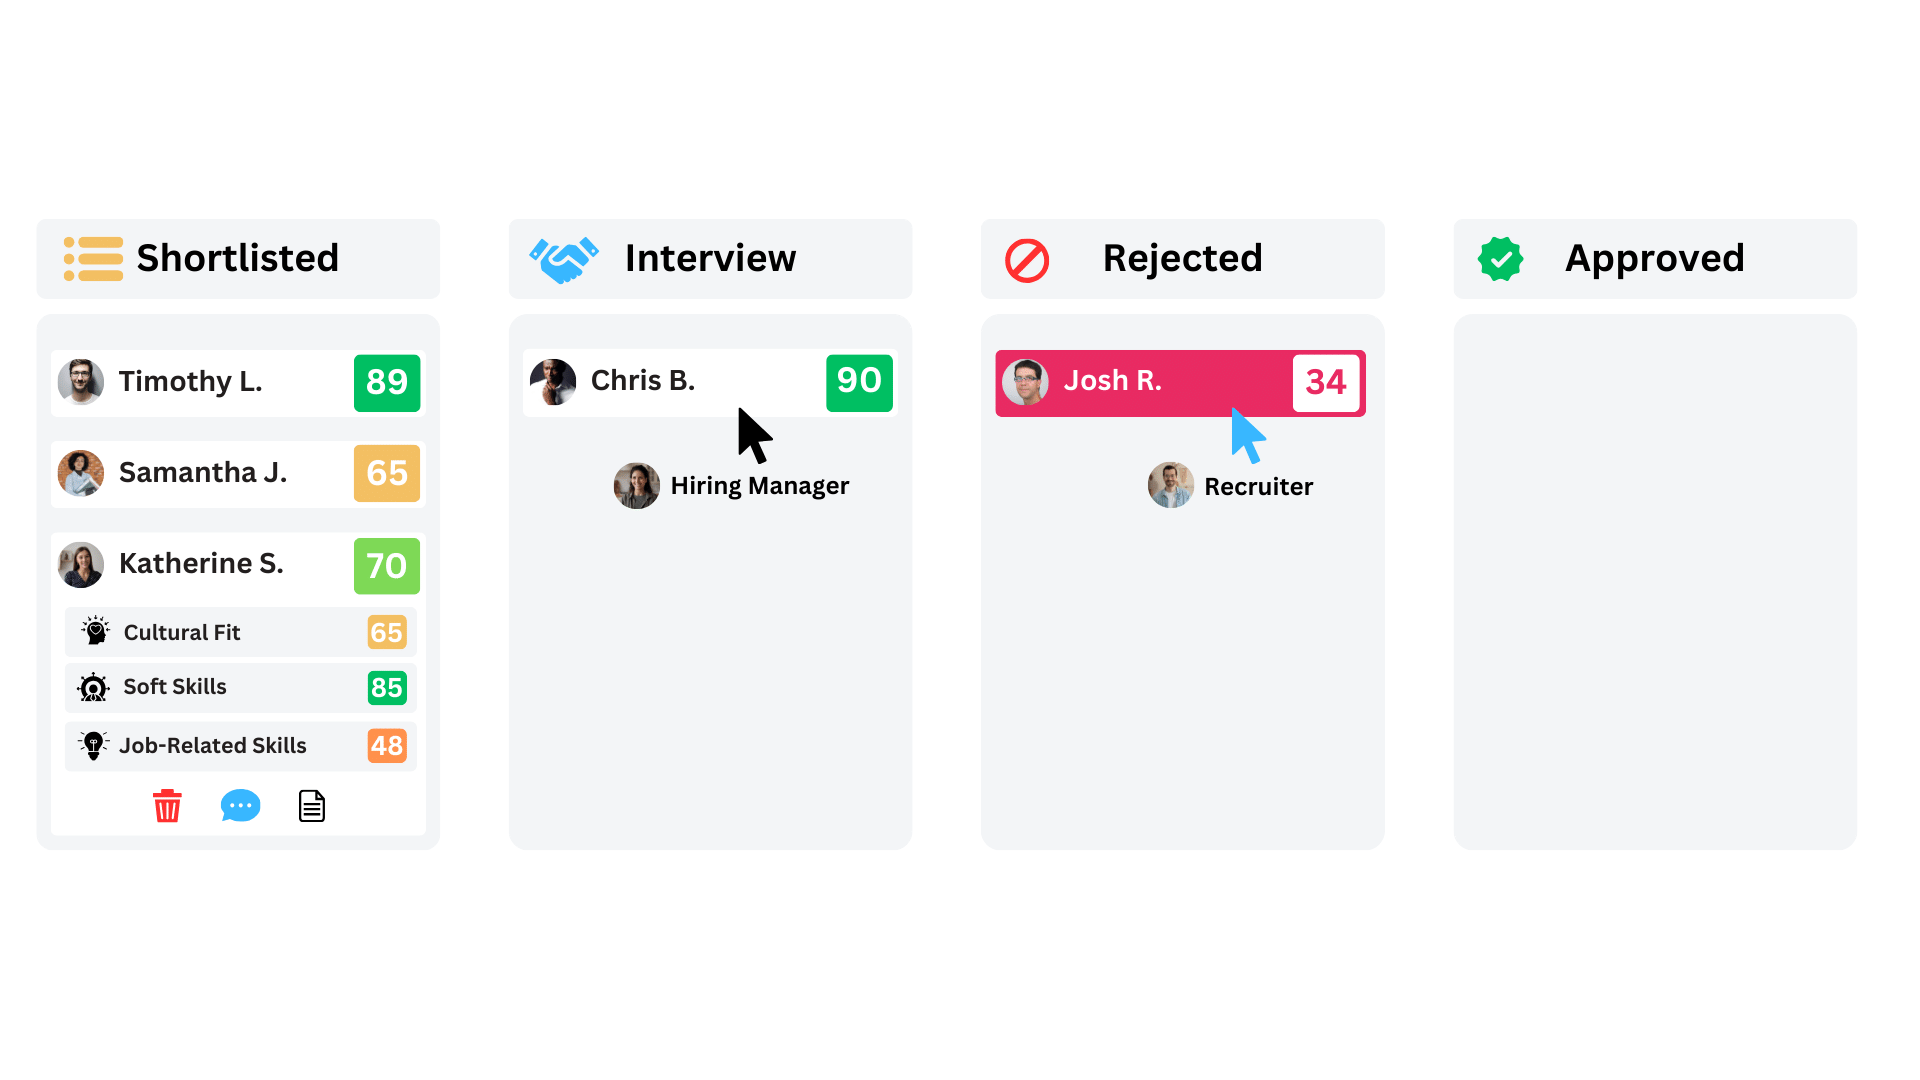 Shortlisted
Timothy L.
89
Samantha J.
65
Katherine S.
70
Cultural Fit
65
Soft Skills
85
Job-Related Skills
48
Interview
Chris B.
90
Hiring Manager
Rejected
Josh R.
34
Recruiter
Approved